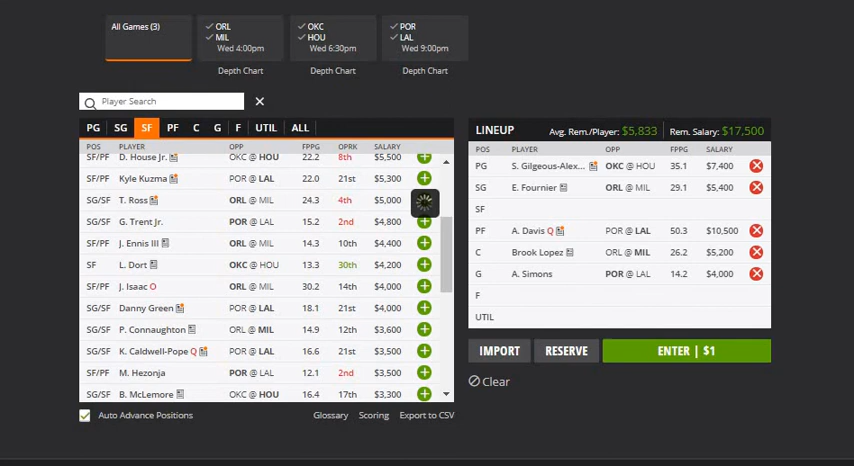 All Games (3)
ORL
MIL
Wed 4:00pm
Depth Chart
OKC
HOU
Wed 6:30pm
Depth Chart
POR
LAL
Wed 9:00pm
Depth Chart
Player Search
PG SG SF PF C G F UTIL ALL
POS PLAYER OPP FPPG OPRK SALARY
SF/PF D. House Jr. OKC @ HOU 22.2 8th $5,500
SF/PF Kyle Kuzma POR @ LAL 22.0 21st $5,300
SG/SF T. Ross ORL @ MIL 24.3 4th $5,000
SG/SF G. Trent Jr. POR @ LAL 15.2 2nd $4,800
SF/PF J. Ennis III ORL @ MIL 14.3 10th $4,400
SF L. Dort OKC @ HOU 13.3 30th $4,200
SF/PF J. Isaac O ORL @ MIL 30.2 14th $4,000
SG/SF Danny Green POR @ LAL 18.1 21st $4,000
SG/SF P. Connaughton ORL @ MIL 14.9 12th $3,600
SG/SF K. Caldwell-Pope Q POR @ LAL 16.6 21st $3,500
SF/PF M. Hezonja POR @ LAL 12.1 2nd $3,500
SG/SF B. McLemore OKC @ HOU 16.4 17th $3,300
Auto Advance Positions
Glossary Scoring Export to CSV
LINEUP Avg. Rem./Player: $5,833 Rem. Salary: $17,500
POS PLAYER OPP FPPG SALARY
PG S. Gilgeous-Alex... OKC @ HOU 35.1 $7,400
SG E. Fournier ORL @ MIL 29.1 $5,400
SF
PF A. Davis Q POR @ LAL 50.3 $10,500
C Brook Lopez ORL @ MIL 26.2 $5,200
G A. Simons POR @ LAL 14.2 $4,000
F
UTIL
IMPORT RESERVE ENTER | $1
Clear